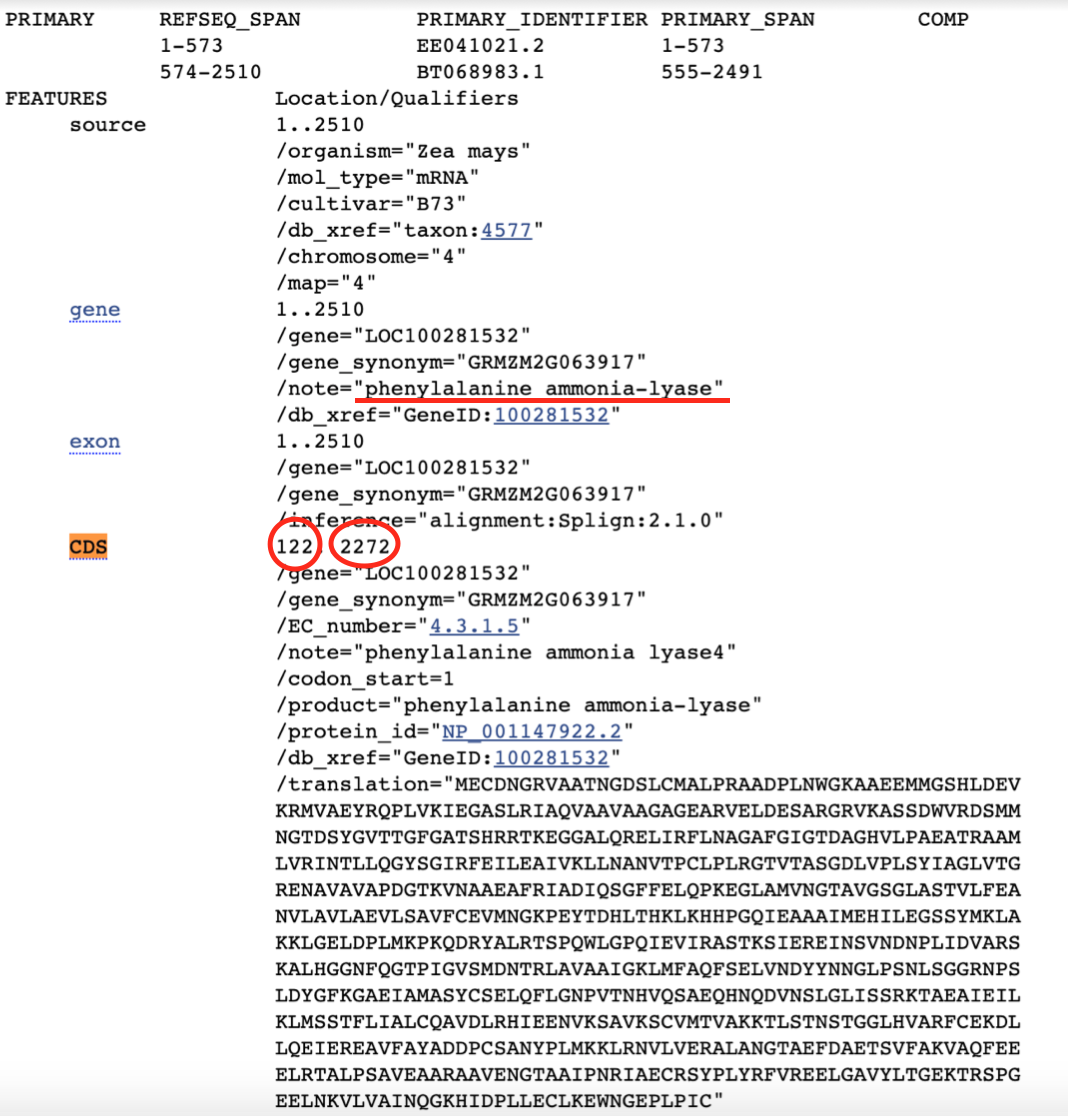 PRIMARY REFSEQ_SPAN PRIMARY_IDENTIFIER PRIMARY_SPAN COMP
1-573 EE041021.2 1-573
574-2510 BT068983.1 555-2491
FEATURES Location/Qualifiers
source 1..2510
/organism="Zea mays"
/mol_type="mRNA"
/cultivar="B73"
/db_xref="taxon:4577"
/chromosome="4"
/map="4"
gene 1..2510
/gene="LOC100281532"
/gene_synonym="GRMZM2G063917"
/note="phenylalanine ammonia-lyase"
/db_xref="GeneID:100281532"
exon 1..2510
/gene="LOC100281532"
/gene_synonym="GRMZM2G063917"
/inference="alignment:Splign:2.1.0"
CDS 122 2272
/gene="LOC100281532"
/gene_synonym="GRMZM2G063917"
/EC_number="4.3.1.5"
/note="phenylalanine ammonia lyase4"
/codon_start=1
/product="phenylalanine ammonia-lyase"
/protein_id="NP_001147922.2"
/db_xref="GeneID:100281532"
/translation="MECDNGRVAATNGDSLCMALPRAADPLNWGKAAEEMMGSHLDEV
KRMVAEYRQPLVKIEGASLRIAQVAAVAAGAGEARVELDESARGRVKASSDWVRDSMM
NGTDSYGVTTGFGATSHRRTKEGGALQRELIRFLNAGAFGIGTDAGHVLPAEATRAAM
LVRINTLLQGYSGIRFEILEAIVKLLNANVTPCLPLRGTVTASGDLVPLSYIAGLVTG
RENAVAVAPDGTKVNAAEAFRIADIQSGFFELQPKEGLAMVNGTAVGSGLASTVLFEA
NVLAVLAEVLSAVFCEVMNGKPEYTDHLTHKLKHHPGQIEAAAIMEHILEGSSYMKLA
KKLGELDPLMKPKQDRYALRTSPQWLGPQIEVIRASTKSIEREINSVNDNPLIDVARS
KALHGGNFQGTPIGVSMDNTRLAVAAIGKLMFAQFSELVNDYYNNGLPSNLSGGRNPS
LDYGFKGAEIAMASYCSELQFLGNPVTNHVQSAEQHNQDVNSLGLISSRKTAEAIEIL
KLMSSTFLIALCQAVDLRHIEENVKSAVKSCVMTVAKKTLSTNSTGGLHVARFCEKDL
LQEIEREAVFAYADDPCSANYPLMKKLRNVLVERALANGTAEFDAETSVFAKVAQFEE
ELRTALPSAVEAARAAVENGTAAIPNRIAECRSYPLYRFVREELGAVYLTGEKTRSPG
EELNKVLVAINQGKHIDPLLECLKEWNGEPLPIC"